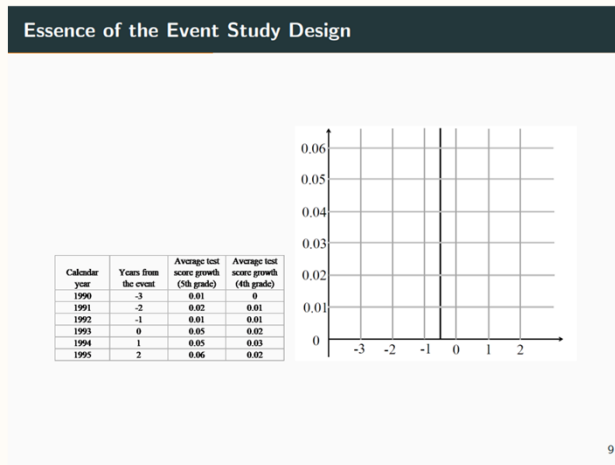 Essence of the Event Study Design
Average test Average test
Calendar Years from score growth score growth
year the event (5th grade) (4th grade)
1990 -3 0.01 0
1991 -2 0.02 0.01
1992 -1 0.01 0.01
1993 0 0.05 0.02
1994 1 0.05 0.03
1995 2 0.06 0.02
0.06
0.05
0.04
0.03
0.02
0.01
0
-3 -2 -1 0 1 2
9